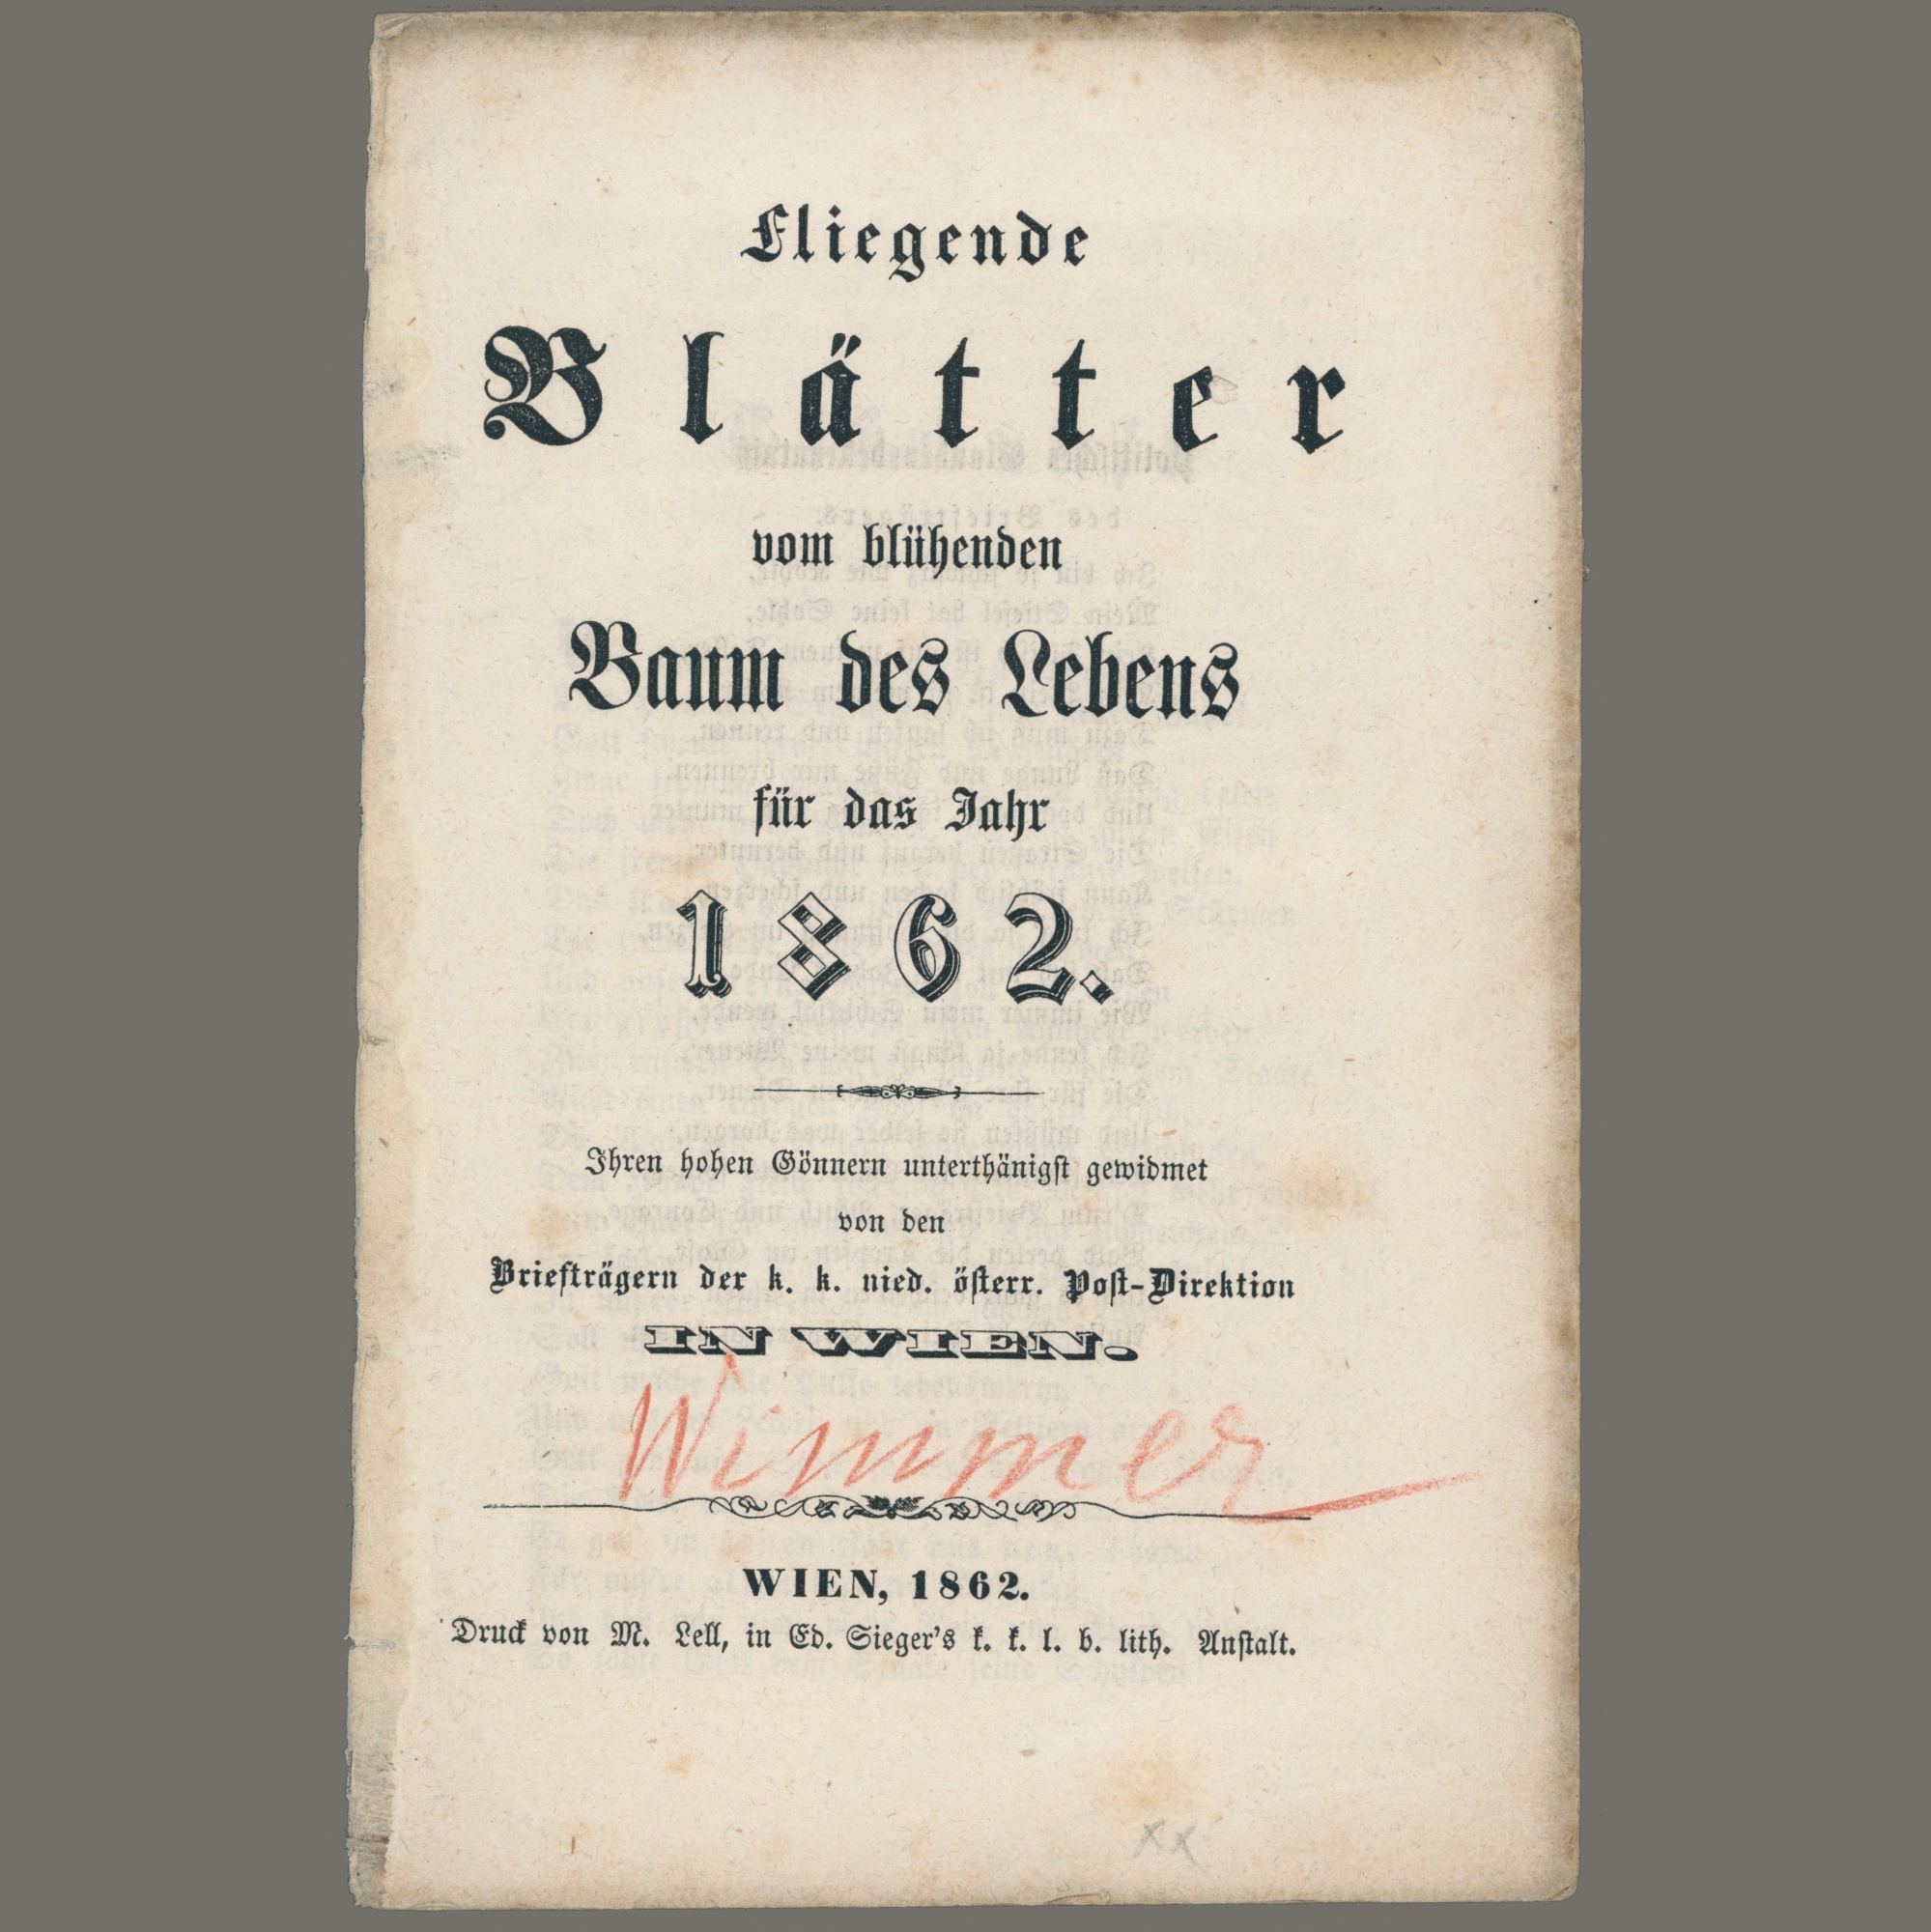 Fliegende
Blätter
vom blühenden
Baum des Lebens
für das Jahr
1862.
Ihren hohen Gönnern unterthänigst gewidmet
von den
Briefträgern der k. k. nied. österr. Post-Direktion
IN WIEN.
Wimmer
WIEN, 1862.
Druck von M. Lell, in Ed. Sieger's k. k. l. b. lith. Anstalt.
xx